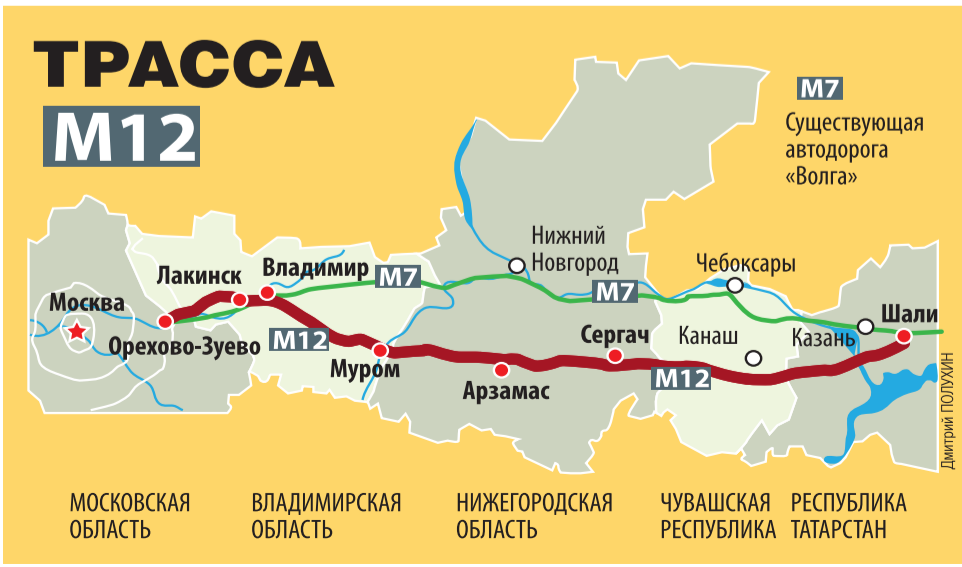 ТРАССА
М12
М7
Существующая
автодорога
«Волга»
Нижний
Новгород
Чебоксары
Владимир
М7
М7
Лакинск
Москва
Шали
Сергач
Канаш
Казань
Орехово-Зуево
М12
Муром
М12
Арзамас
Дмитрий ПОЛУХИН
МОСКОВСКАЯ
ОБЛАСТЬ
ВЛАДИМИРСКАЯ
ОБЛАСТЬ
НИЖЕГОРОДСКАЯ
ОБЛАСТЬ
ЧУВАШСКАЯ
РЕСПУБЛИКА
РЕСПУБЛИКА
ТАТАРСТАН